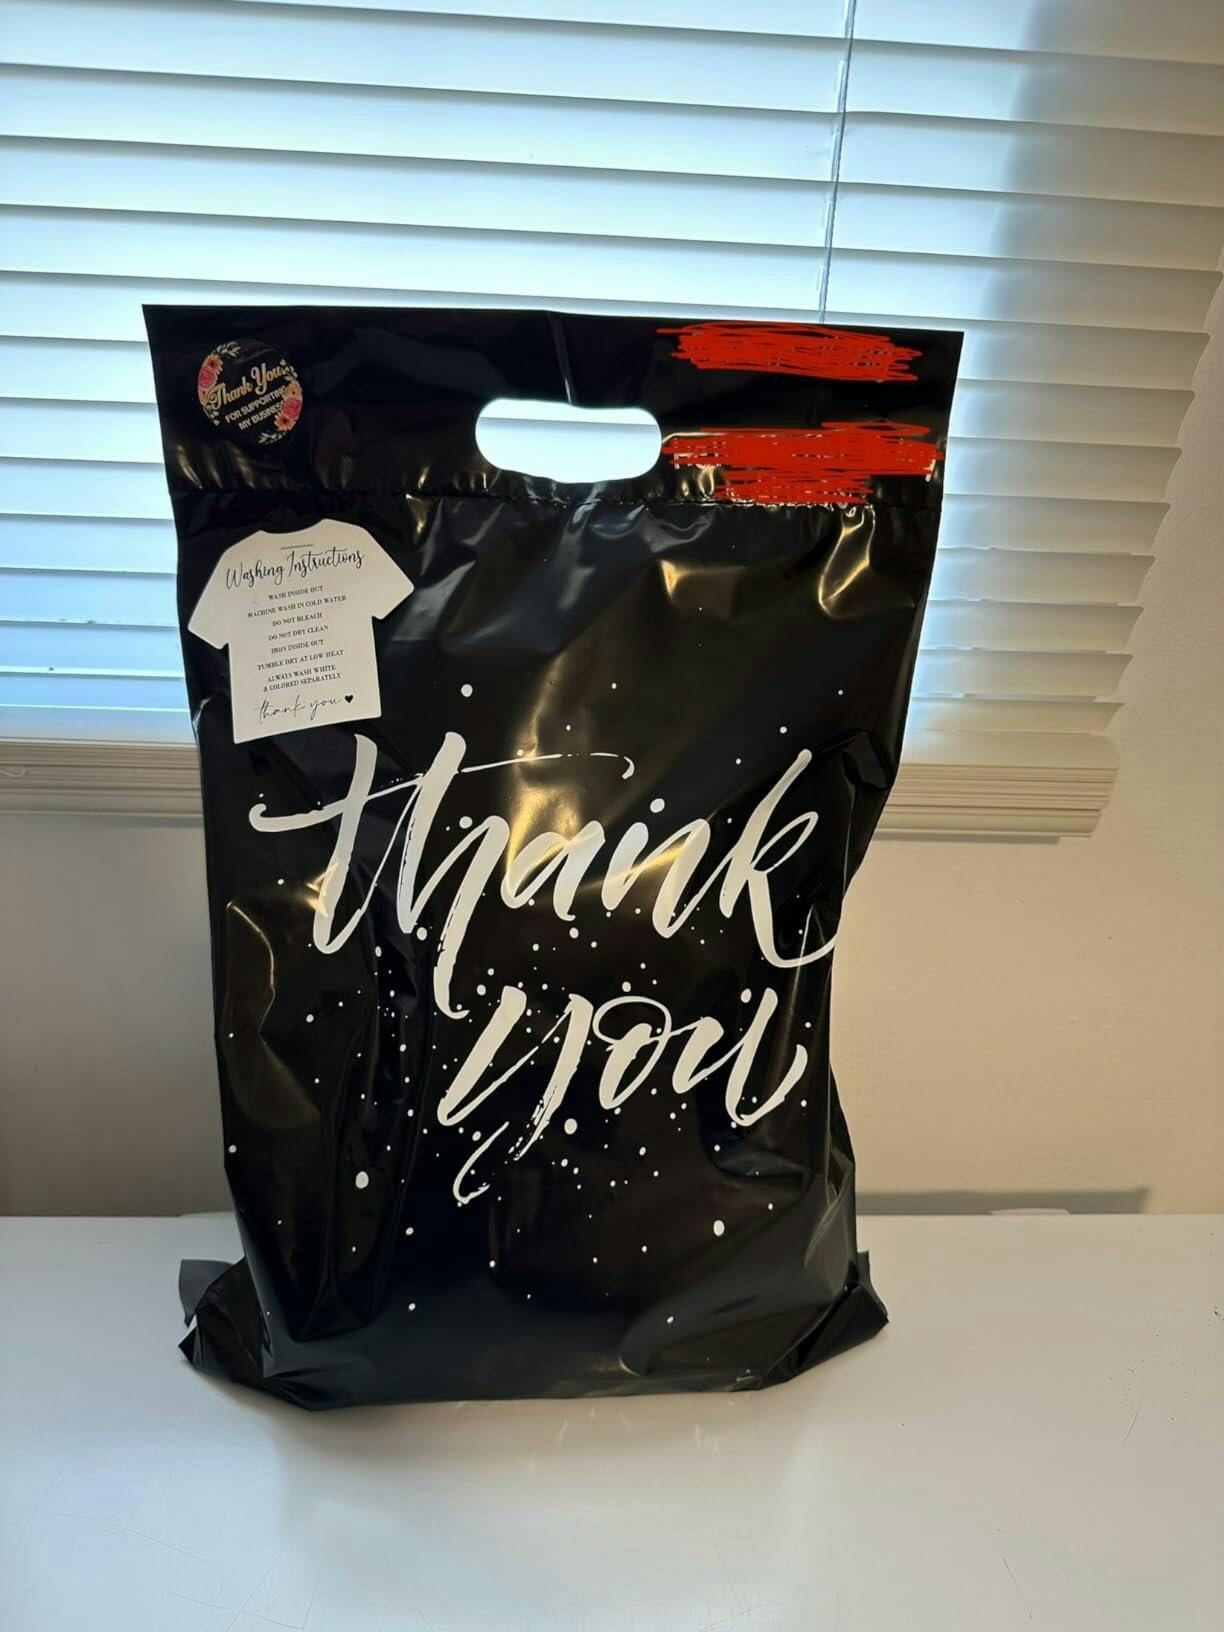 Thank You
FOR SUPPORTING
MY BUSINESS
Washing Instructions
WASH INSIDE OUT
MACHINE WASH IN COLD WATER
DO NOT BLEACH
DO NOT DRY CLEAN
IRON INSIDE OUT
TUMBLE DRY AT LOW HEAT
ALWAYS WASH WHITE
& COLORED SEPARATELY
thank you
thank
you